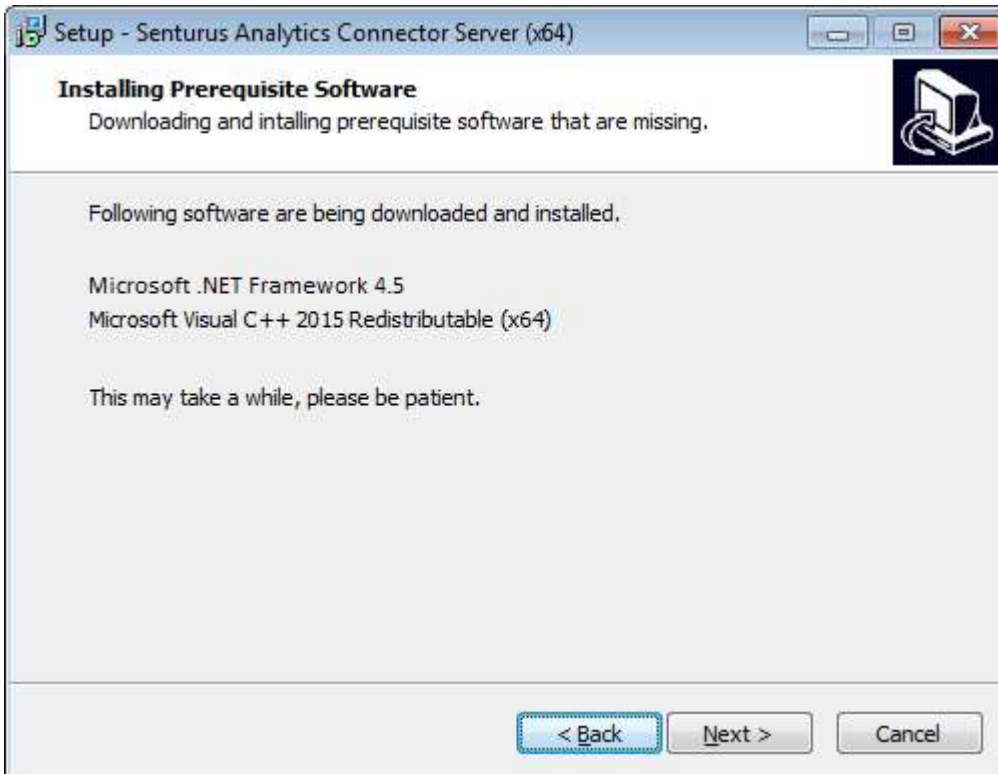 Setup - Senturus Analytics Connector Server (x64)
Installing Prerequisite Software
Downloading and intalling prerequisite software that are missing.
Following software are being downloaded and installed.
Microsoft .NET Framework 4.5
Microsoft Visual C++ 2015 Redistributable (x64)
This may take a while, please be patient.
< Back Next > Cancel